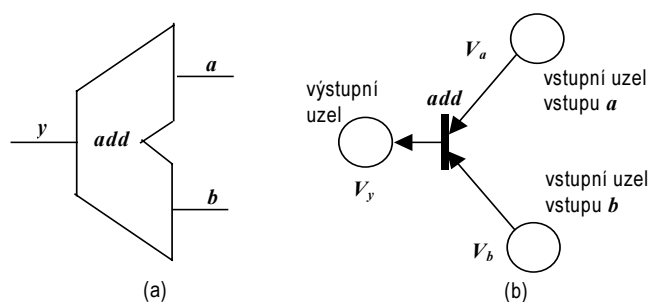 a
y
add
b
(a)
V_a
vstupní uzel
vstupu a
výstupní
uzel
add
V_y
vstupní uzel
vstupu b
V_b
(b)